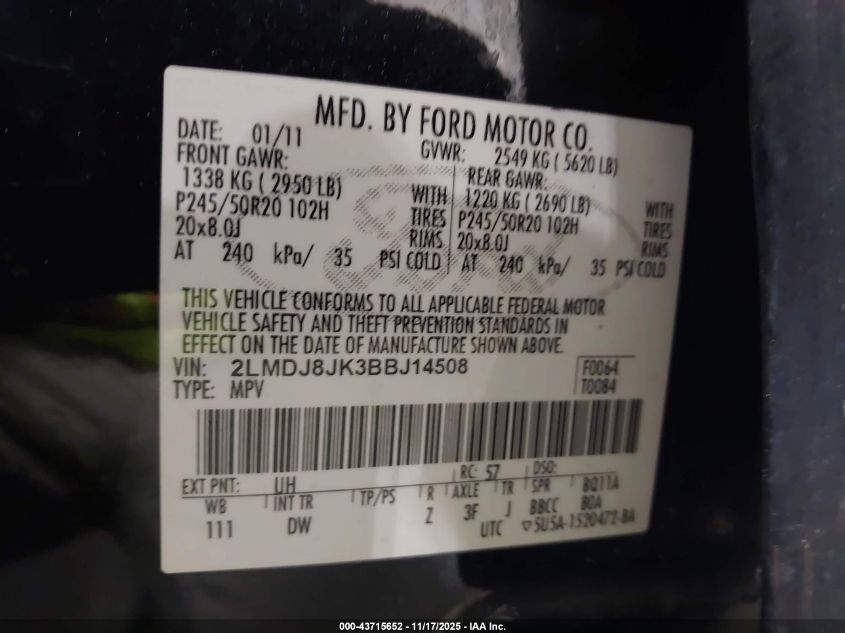 MFD. BY FORD MOTOR CO.
DATE: 01/11
GVWR: 2549 KG ( 5620 LB)
FRONT GAWR:
1338 KG ( 2950 LB) WITH
P245/50R20 102H TIRES
20x8.0J RIMS
AT 240 kPa/ 35 PSI COLD
REAR GAWR:
1220 KG ( 2690 LB) WITH
P245/50R20 102H TIRES
20x8.0J RIMS
AT 240 kPa/ 35 PSI COLD
THIS VEHICLE CONFORMS TO ALL APPLICABLE FEDERAL MOTOR
VEHICLE SAFETY AND THEFT PREVENTION STANDARDS IN
EFFECT ON THE DATE OF MANUFACTURE SHOWN ABOVE.
VIN: 2LMDJ8JK3BBJ14508
TYPE: MPV
F0064
T0084
EXT PNT: UH RC: 57 DSO:
WB INT TR TP/PS R AXLE TR SPR BQ11A
111 DW Z 3F J BBCC BOA
UTC ▽5U5A-1520472-BA
000-43715652 - 11/17/2025 - IAA Inc.